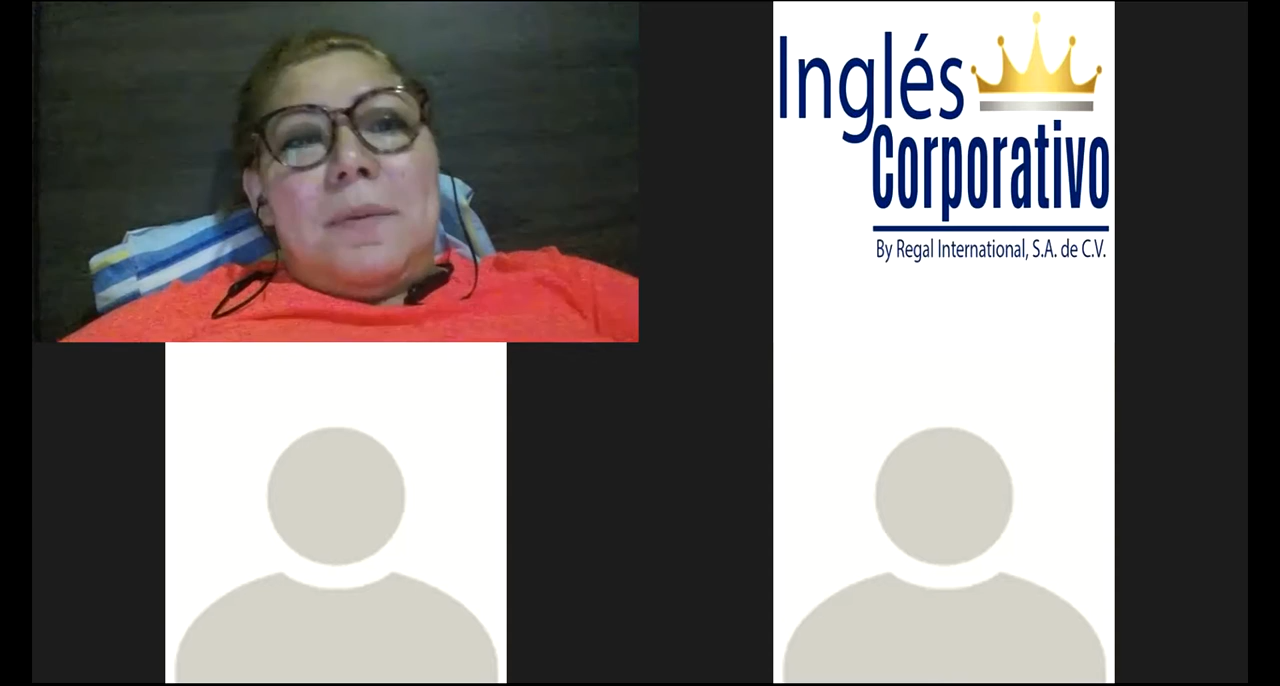 Inglés
Corporativo
By Regal International, S.A. de C.V.